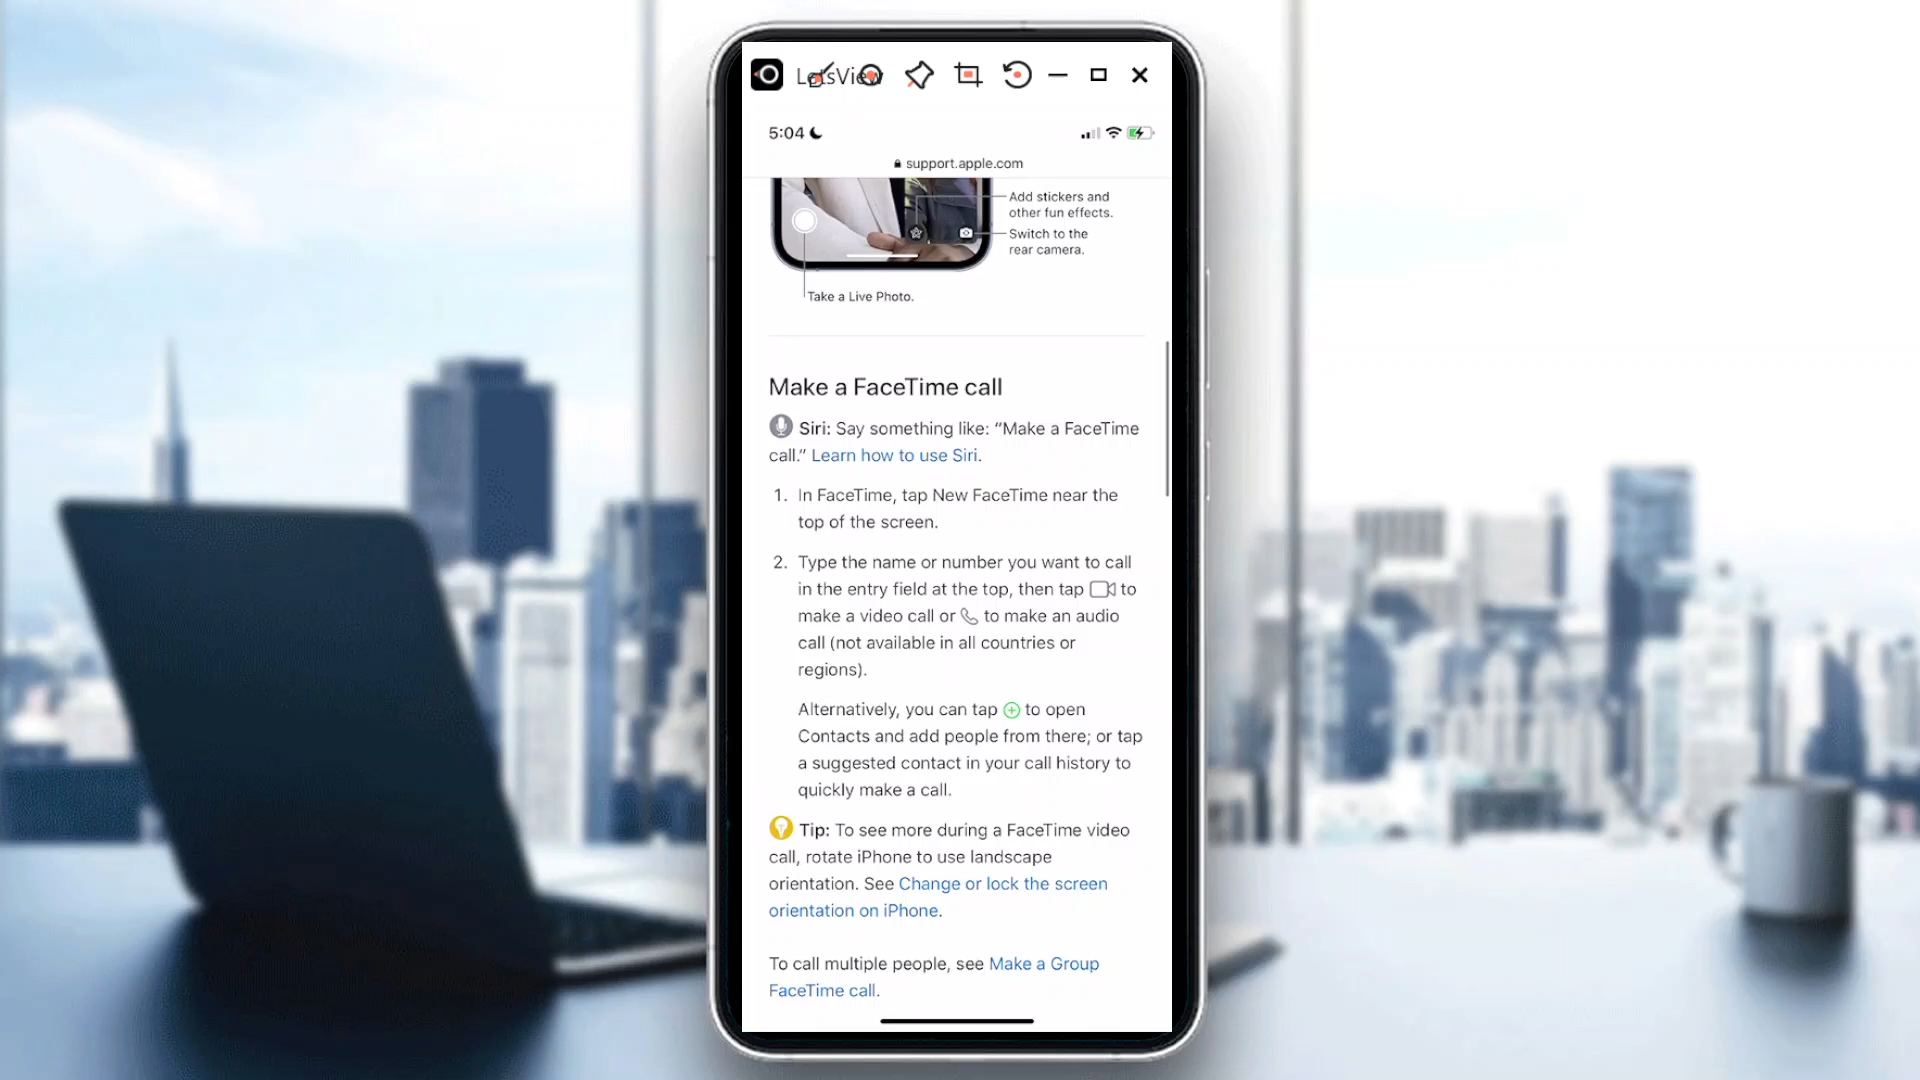 LetsView
5:04
support.apple.com
Add stickers and
other fun effects.
Switch to the
rear camera.
Take a Live Photo.
Make a FaceTime call
Siri: Say something like: “Make a FaceTime
call.” Learn how to use Siri.
1. In FaceTime, tap New FaceTime near the
top of the screen.
2. Type the name or number you want to call
in the entry field at the top, then tap to
make a video call or to make an audio
call (not available in all countries or
regions).
Alternatively, you can tap to open
Contacts and add people from there; or tap
a suggested contact in your call history to
quickly make a call.
Tip: To see more during a FaceTime video
call, rotate iPhone to use landscape
orientation. See Change or lock the screen
orientation on iPhone.
To call multiple people, see Make a Group
FaceTime call.